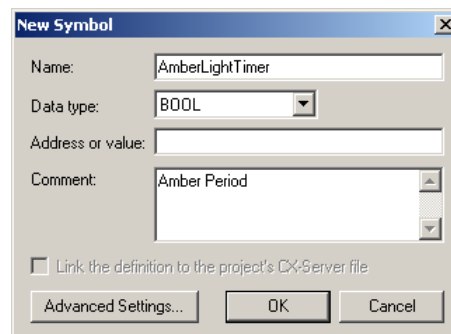 New Symbol
Name: AmberLightTimer
Data type: BOOL
Address or value:
Comment: Amber Period
Link the definition to the project's CX-Server file
Advanced Settings... OK Cancel